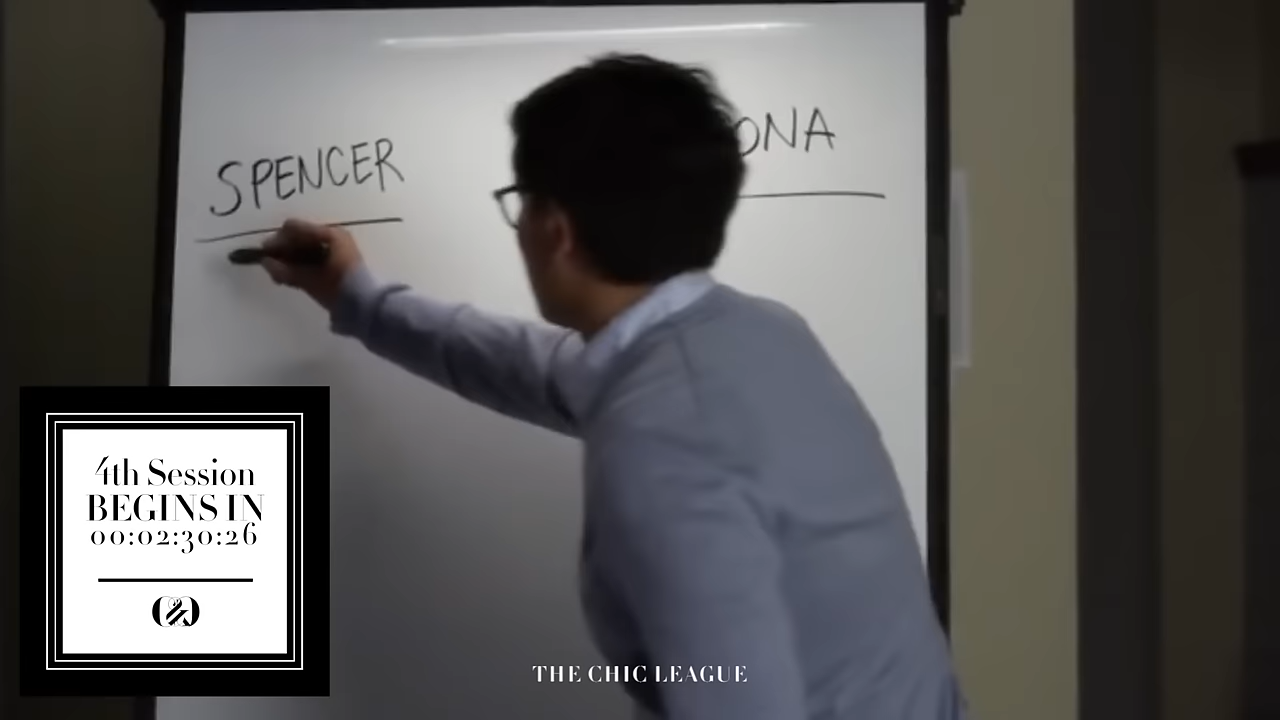 SPENCER
ONA
4th Session
BEGINS IN
00:02:30:26
THE CHIC LEAGUE